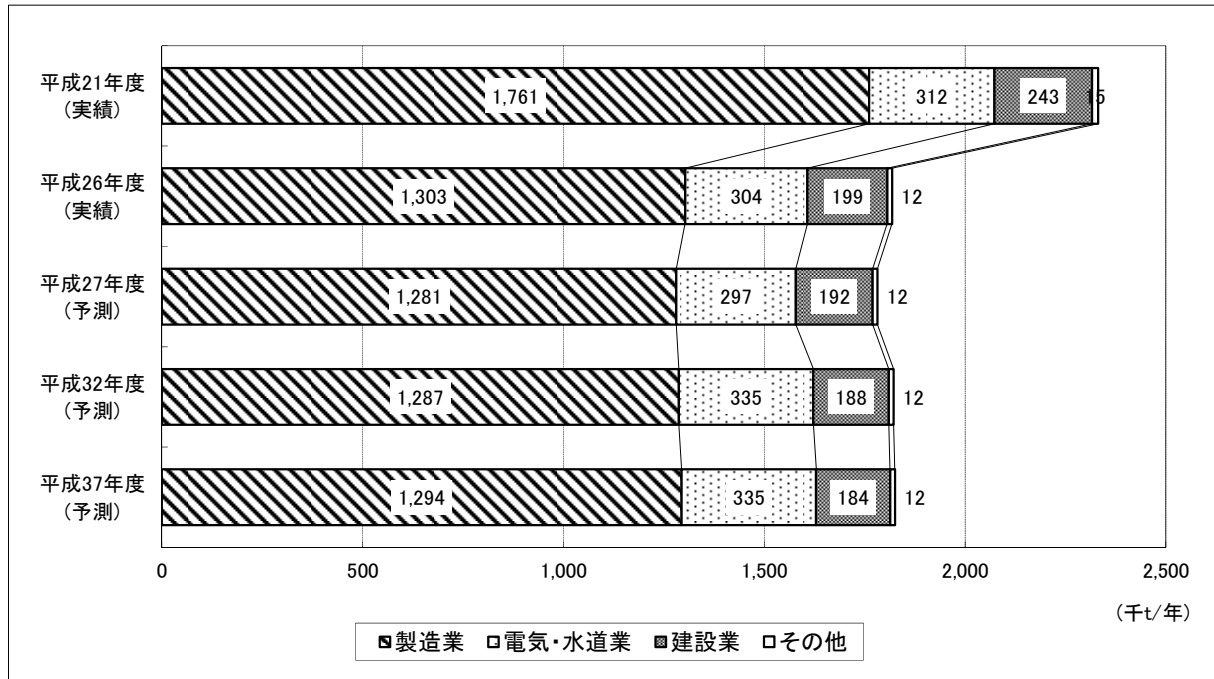 平成21年度
(実績)
1,761 312 243 15
平成26年度
(実績)
1,303 304 199 12
平成27年度
(予測)
1,281 297 192 12
平成32年度
(予測)
1,287 335 188 12
平成37年度
(予測)
1,294 335 184 12
0 500 1,000 1,500 2,000 2,500
(千t/年)
製造業 電気・水道業 建設業 その他